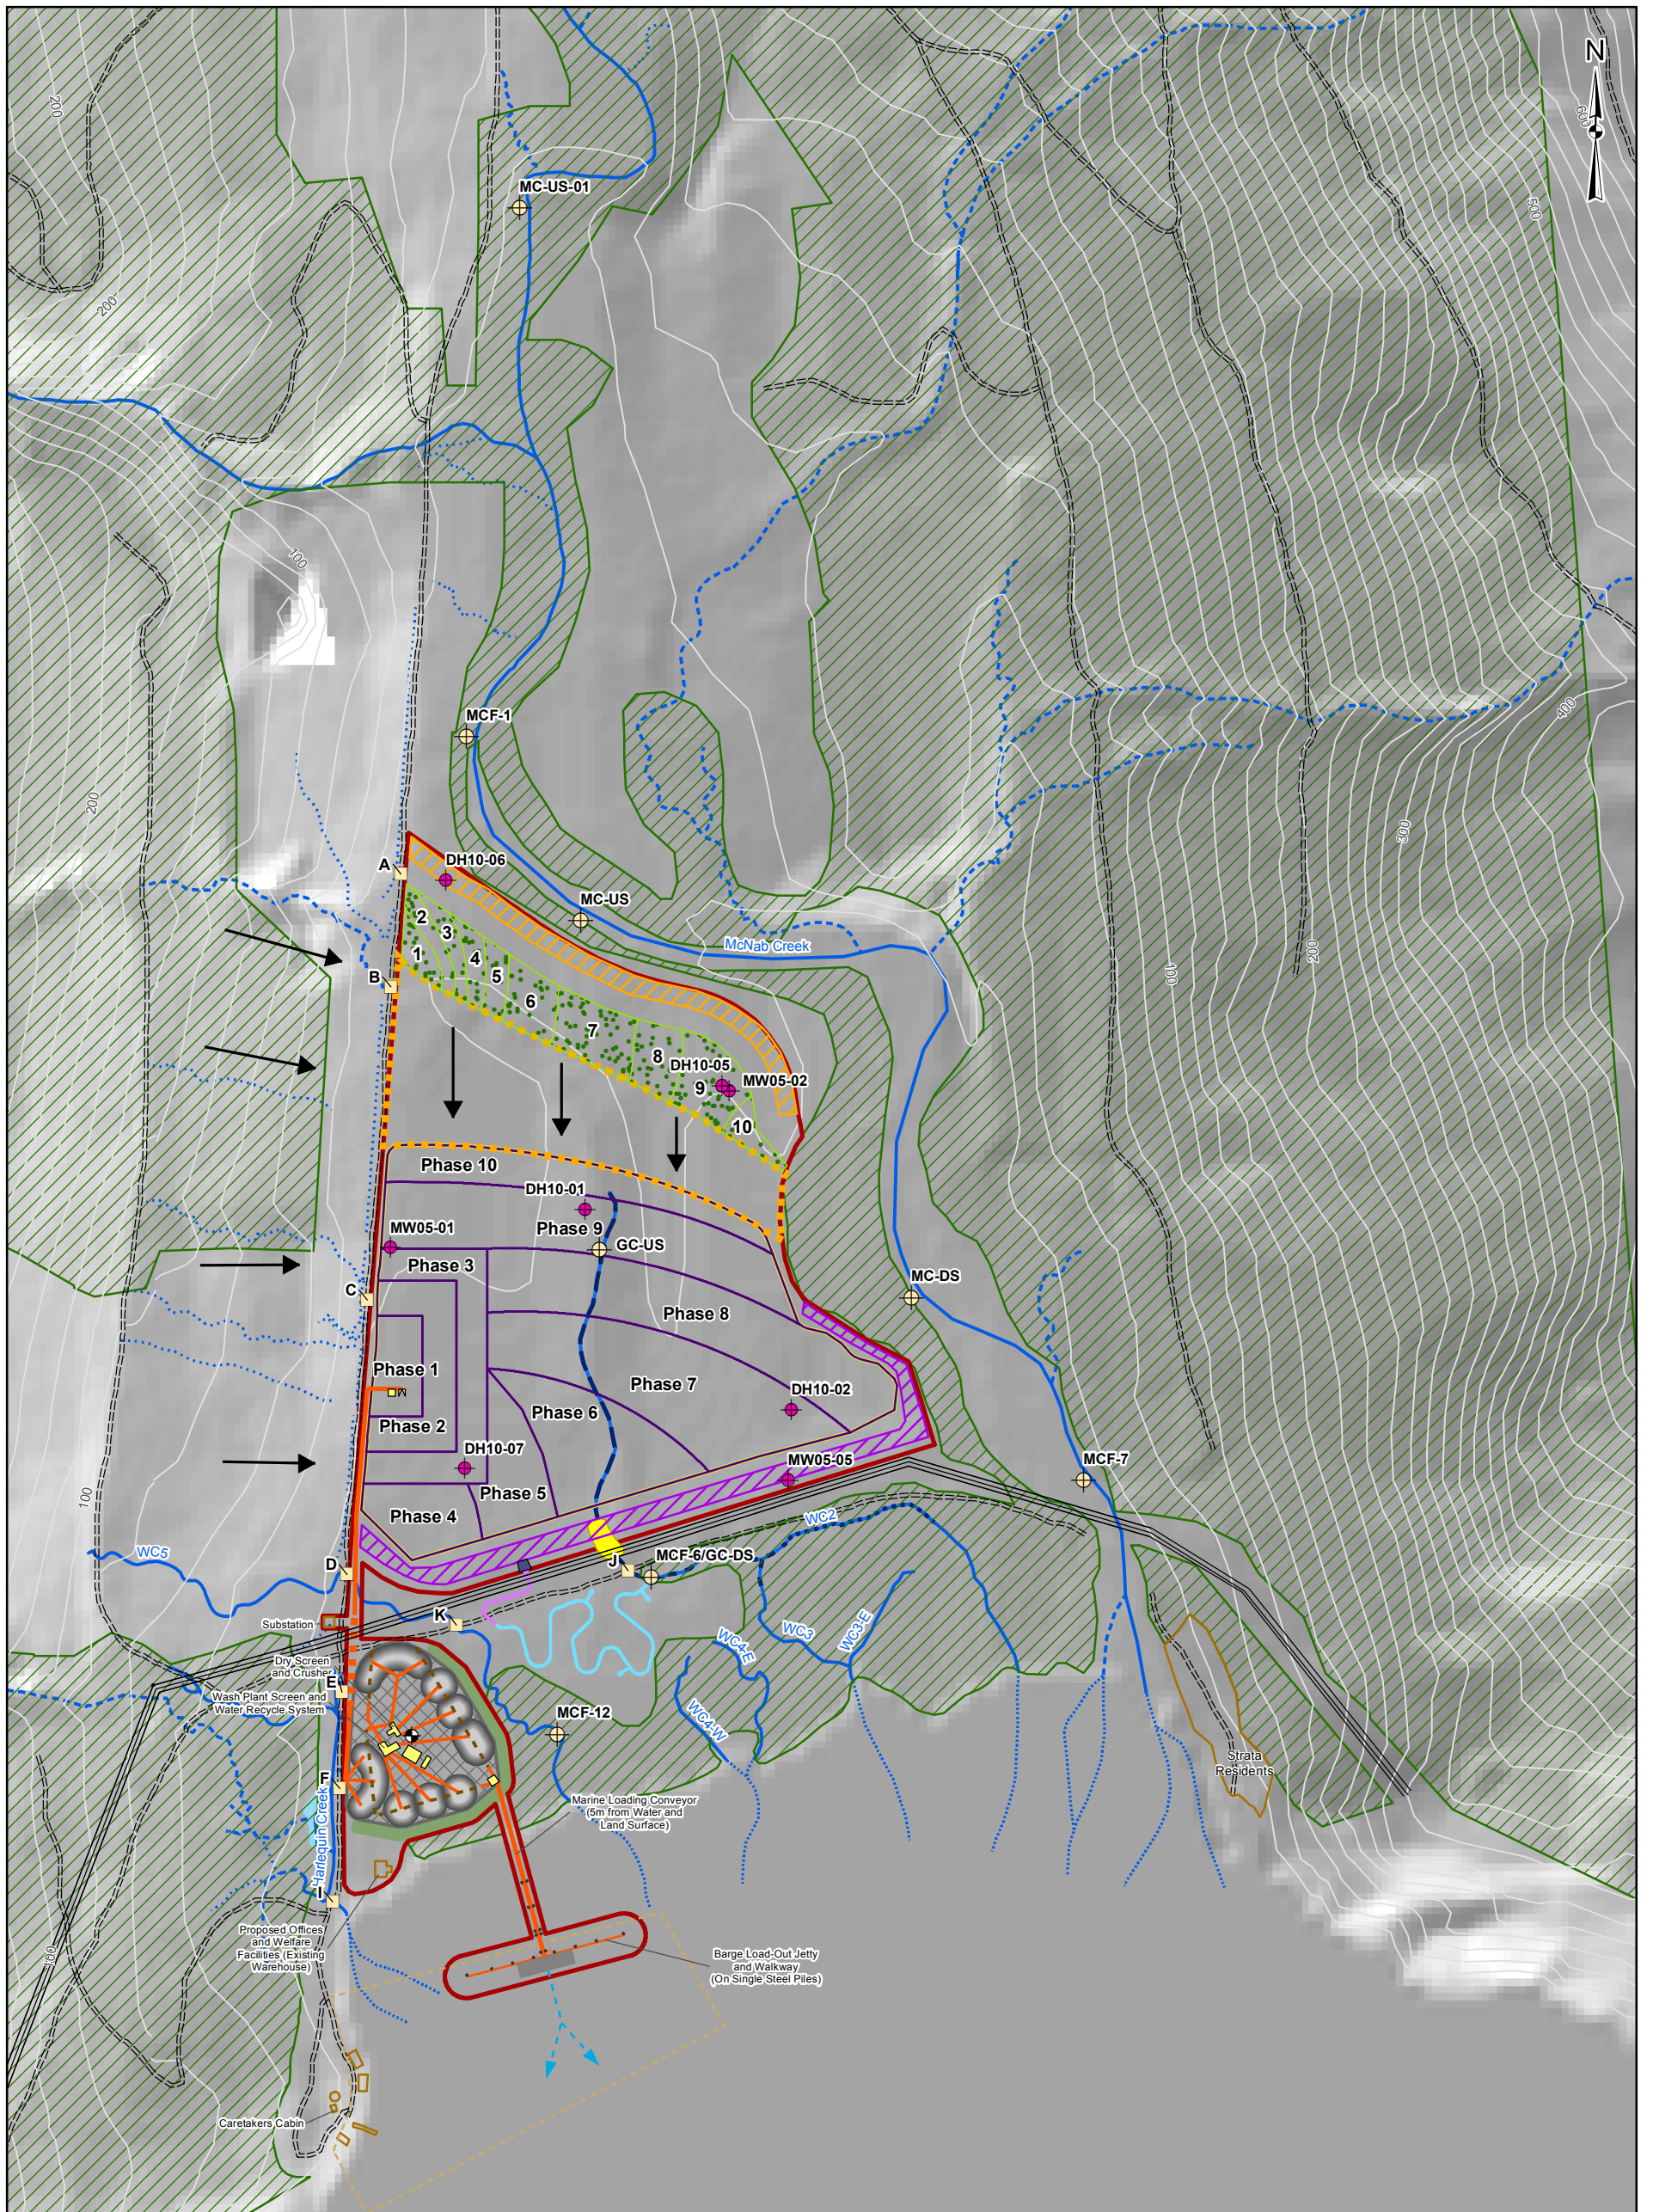 N
200
600
MC-US-01
500
200
100
MCF-1
400
200
300
A
DH10-06
MC-US
2
3
McNab Creek
1
4
200
5
100
B
6
7
8
DH10-05
9
MW05-02
10
Phase 10
DH10-01
MW05-01
Phase 9
GC-US
Phase 3
MC-DS
C
Phase 8
Phase 1
Phase 7
DH10-02
Phase 6
Phase 2
DH10-07
MW05-05
MCF-7
100
Phase 5
Phase 4
WC2
WC5
MCF-6/GC-DS
J
D
K
Substation
WC3
WC3-E
WC4-E
Dry Screen
and Crusher
E
Wash Plant Screen and
Water Recycle System
MCF-12
WC4-W
Strata
Residents
F
Marine Loading Conveyor
(5m from Water and
Land Surface)
Harlequin Creek
I
Proposed Offices
and Welfare
Facilities (Existing
Warehouse)
100
Barge Load-Out Jetty
and Walkway
(On Single Steel Piles)
Caretakers Cabin